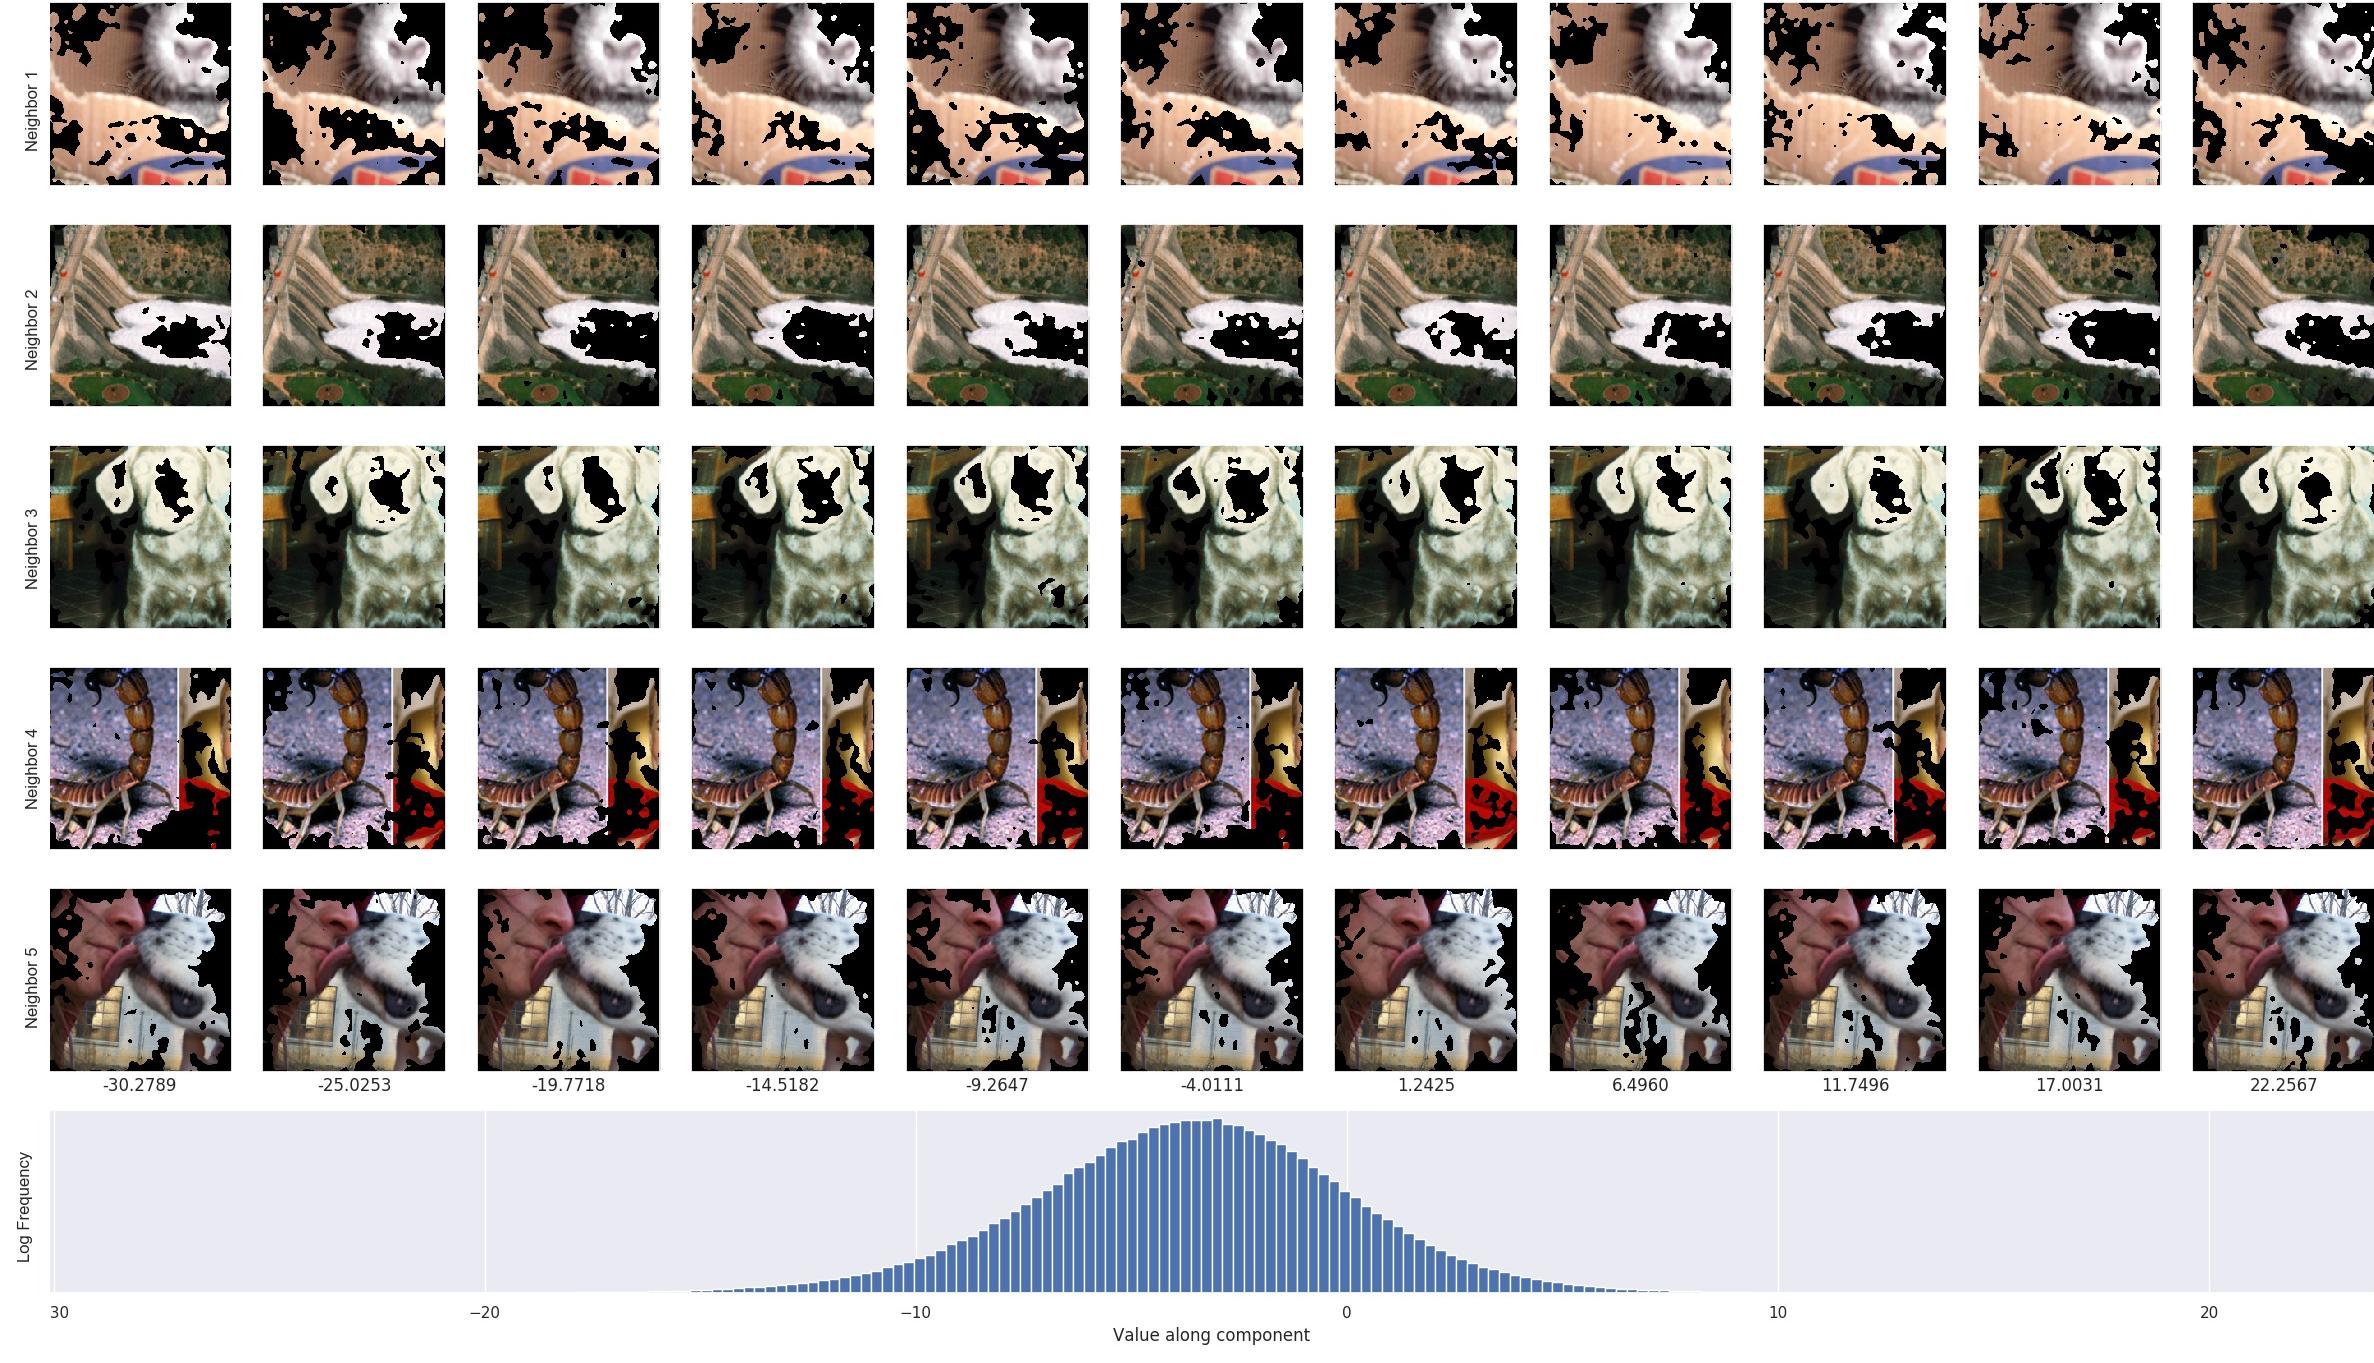 Neighbor 1
Neighbor 2
Neighbor 3
Neighbor 4
Neighbor 5
-30.2789 -25.0253 -19.7718 -14.5182 -9.2647 -4.0111 1.2425 6.4960 11.7496 17.0031 22.2567
Log Frequency
30 −20 −10 0 10 20
Value along component